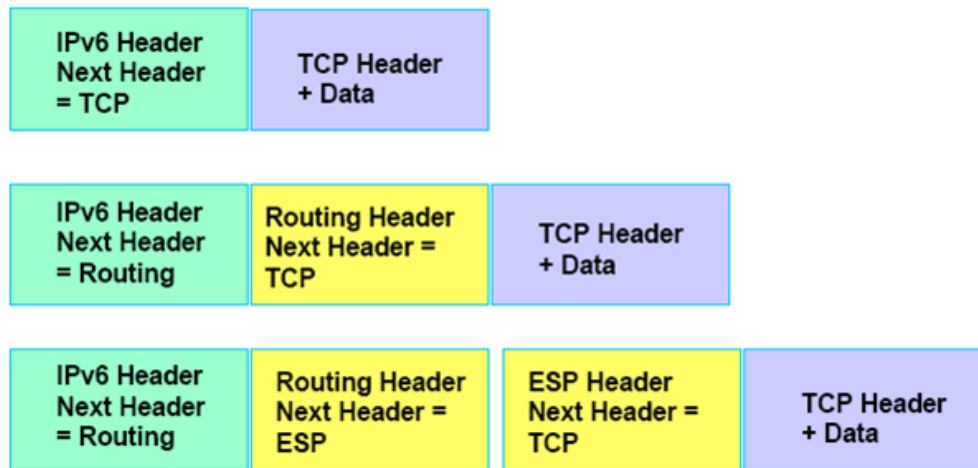 IPv6 Header
Next Header
= TCP
TCP Header
+ Data
IPv6 Header
Next Header
= Routing
Routing Header
Next Header =
TCP
TCP Header
+ Data
IPv6 Header
Next Header
= Routing
Routing Header
Next Header =
ESP
ESP Header
Next Header =
TCP
TCP Header
+ Data